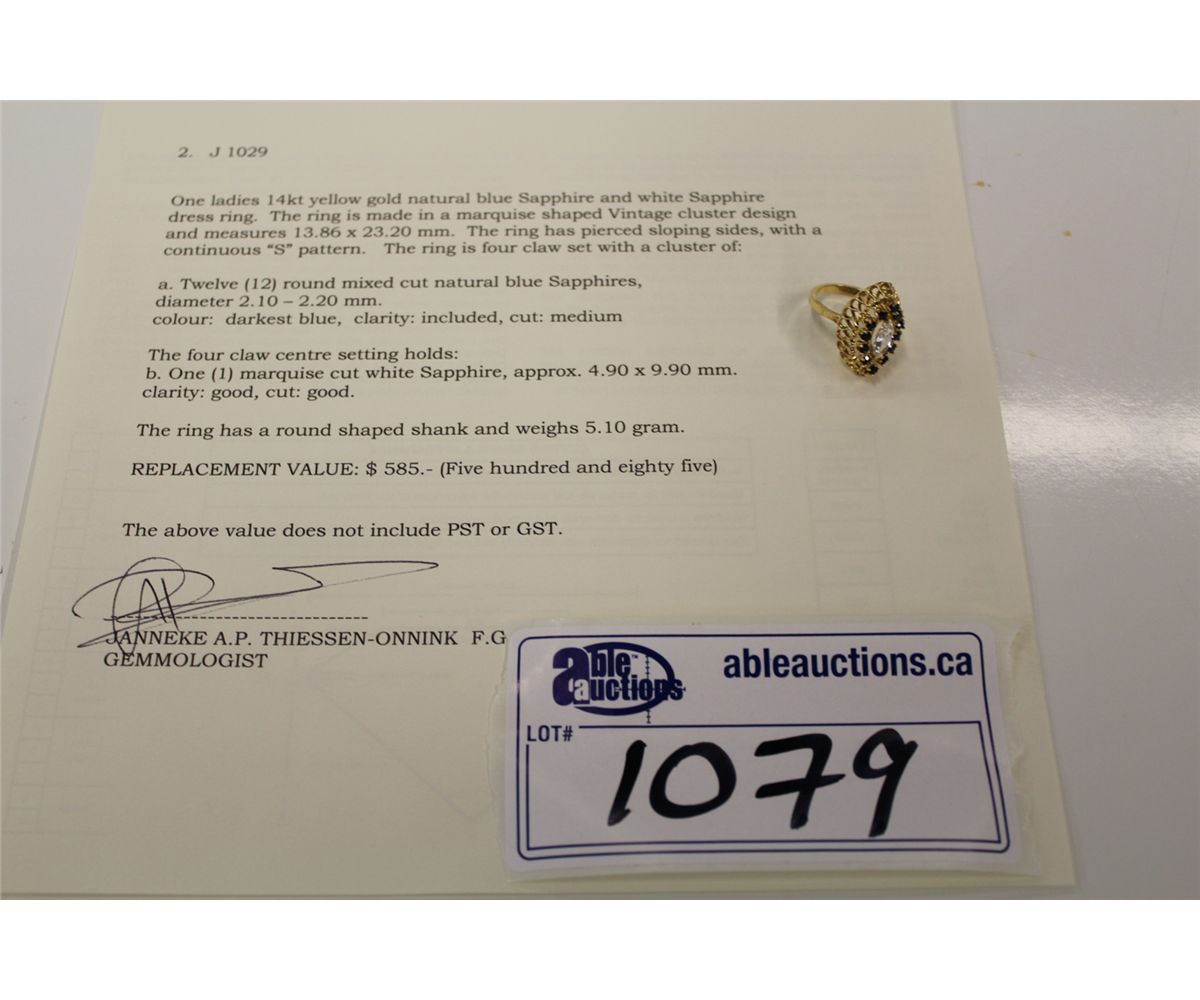 2. J 1029
One ladies 14kt yellow gold natural blue Sapphire and white Sapphire
dress ring. The ring is made in a marquise shaped Vintage cluster design
and measures 13.86 x 23.20 mm. The ring has pierced sloping sides, with a
continuous “S” pattern. The ring is four claw set with a cluster of:
a. Twelve (12) round mixed cut natural blue Sapphires,
diameter 2.10 – 2.20 mm.
colour: darkest blue, clarity: included, cut: medium
The four claw centre setting holds:
b. One (1) marquise cut white Sapphire, approx. 4.90 x 9.90 mm.
clarity: good, cut: good.
The ring has a round shaped shank and weighs 5.10 gram.
REPLACEMENT VALUE: $ 585.- (Five hundred and eighty five)
The above value does not include PST or GST.
JANNEKE A.P. THIESSEN-ONNINK F.G
GEMMOLOGIST
able™
auctions
ableauctions.ca
LOT#
1079